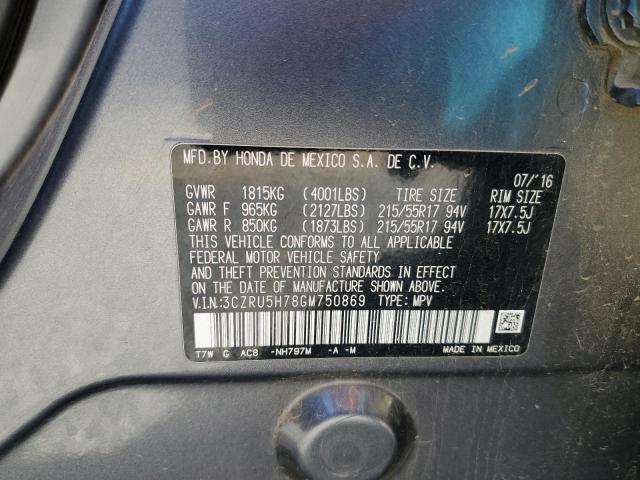 MFD. BY HONDA DE MEXICO S.A. DE C.V.
07/'16
GVWR 1815KG (4001LBS) TIRE SIZE RIM SIZE
GAWR F 965KG (2127LBS) 215/55R17 94V 17X7.5J
GAWR R 850KG (1873LBS) 215/55R17 94V 17X7.5J
THIS VEHICLE CONFORMS TO ALL APPLICABLE
FEDERAL MOTOR VEHICLE SAFETY
AND THEFT PREVENTION STANDARDS IN EFFECT
ON THE DATE OF MANUFACTURE SHOWN ABOVE.
V.I.N.:3CZRU5H78GM750869 TYPE: MPV
T7W G AC8 -NH797M -A -M MADE IN MEXICO